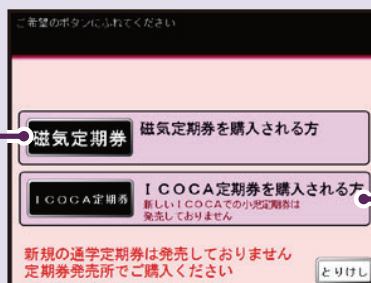 ご希望のボタンにふれてください
磁気定期券
磁気定期券を購入される方
ICOCA定期券
ICOCA定期券を購入される方
新しいICOCAでの小児定期券は
発売しておりません
新規の通学定期券は発売しておりません
定期券発売所でご購入ください
とりけし